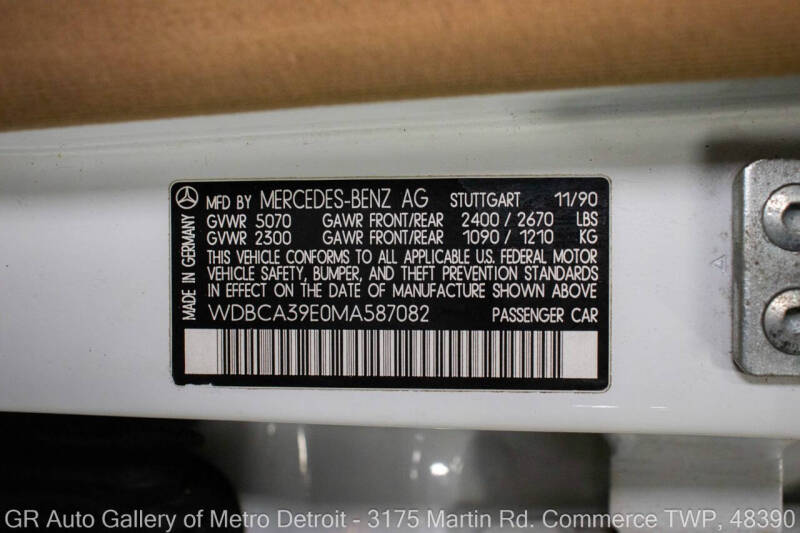 MADE IN GERMANY
MFD BY MERCEDES-BENZ AG STUTTGART 11/90
GVWR 5070 GAWR FRONT/REAR 2400 / 2670 LBS
GVWR 2300 GAWR FRONT/REAR 1090 / 1210 KG
THIS VEHICLE CONFORMS TO ALL APPLICABLE U.S. FEDERAL MOTOR
VEHICLE SAFETY, BUMPER, AND THEFT PREVENTION STANDARDS
IN EFFECT ON THE DATE OF MANUFACTURE SHOWN ABOVE
WDBCA39E0MA587082 PASSENGER CAR
GR Auto Gallery of Metro Detroit - 3175 Martin Rd. Commerce TWP, 48390